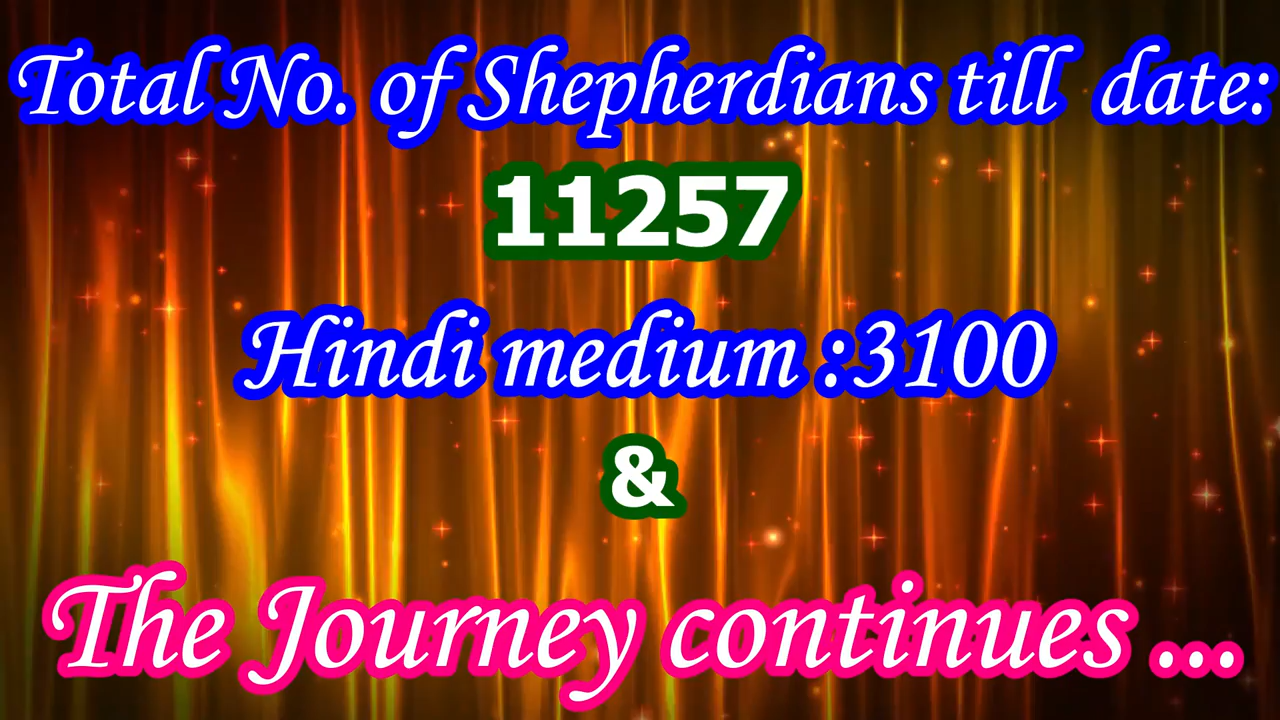 Total No. of Shepherdians till date:
11257
Hindi medium :3100
&
The Journey continues ...